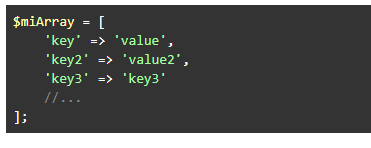 $miArray = [
    'key' => 'value',
    'key2' => 'value2',
    'key3' => 'key3'
    //...
];